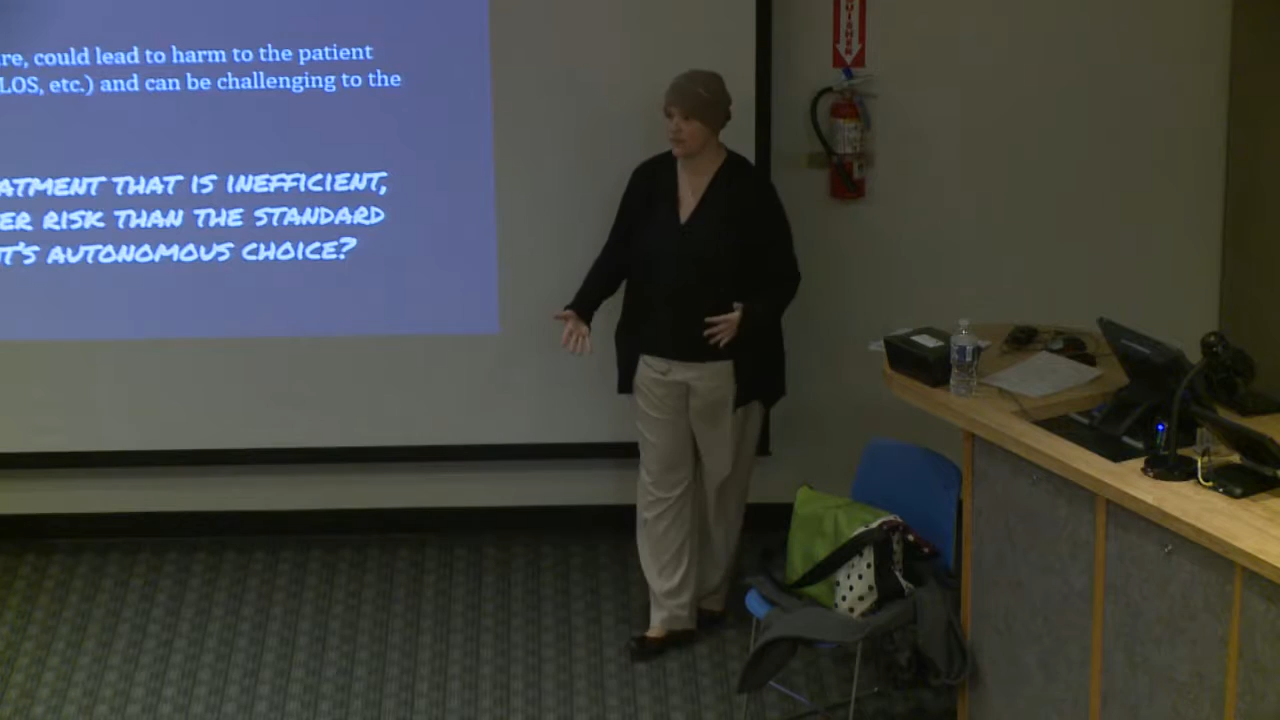 re, could lead to harm to the patient
LOS, etc.) and can be challenging to the
ATMENT THAT IS INEFFICIENT,
ER RISK THAN THE STANDARD
T'S AUTONOMOUS CHOICE?
UISHER